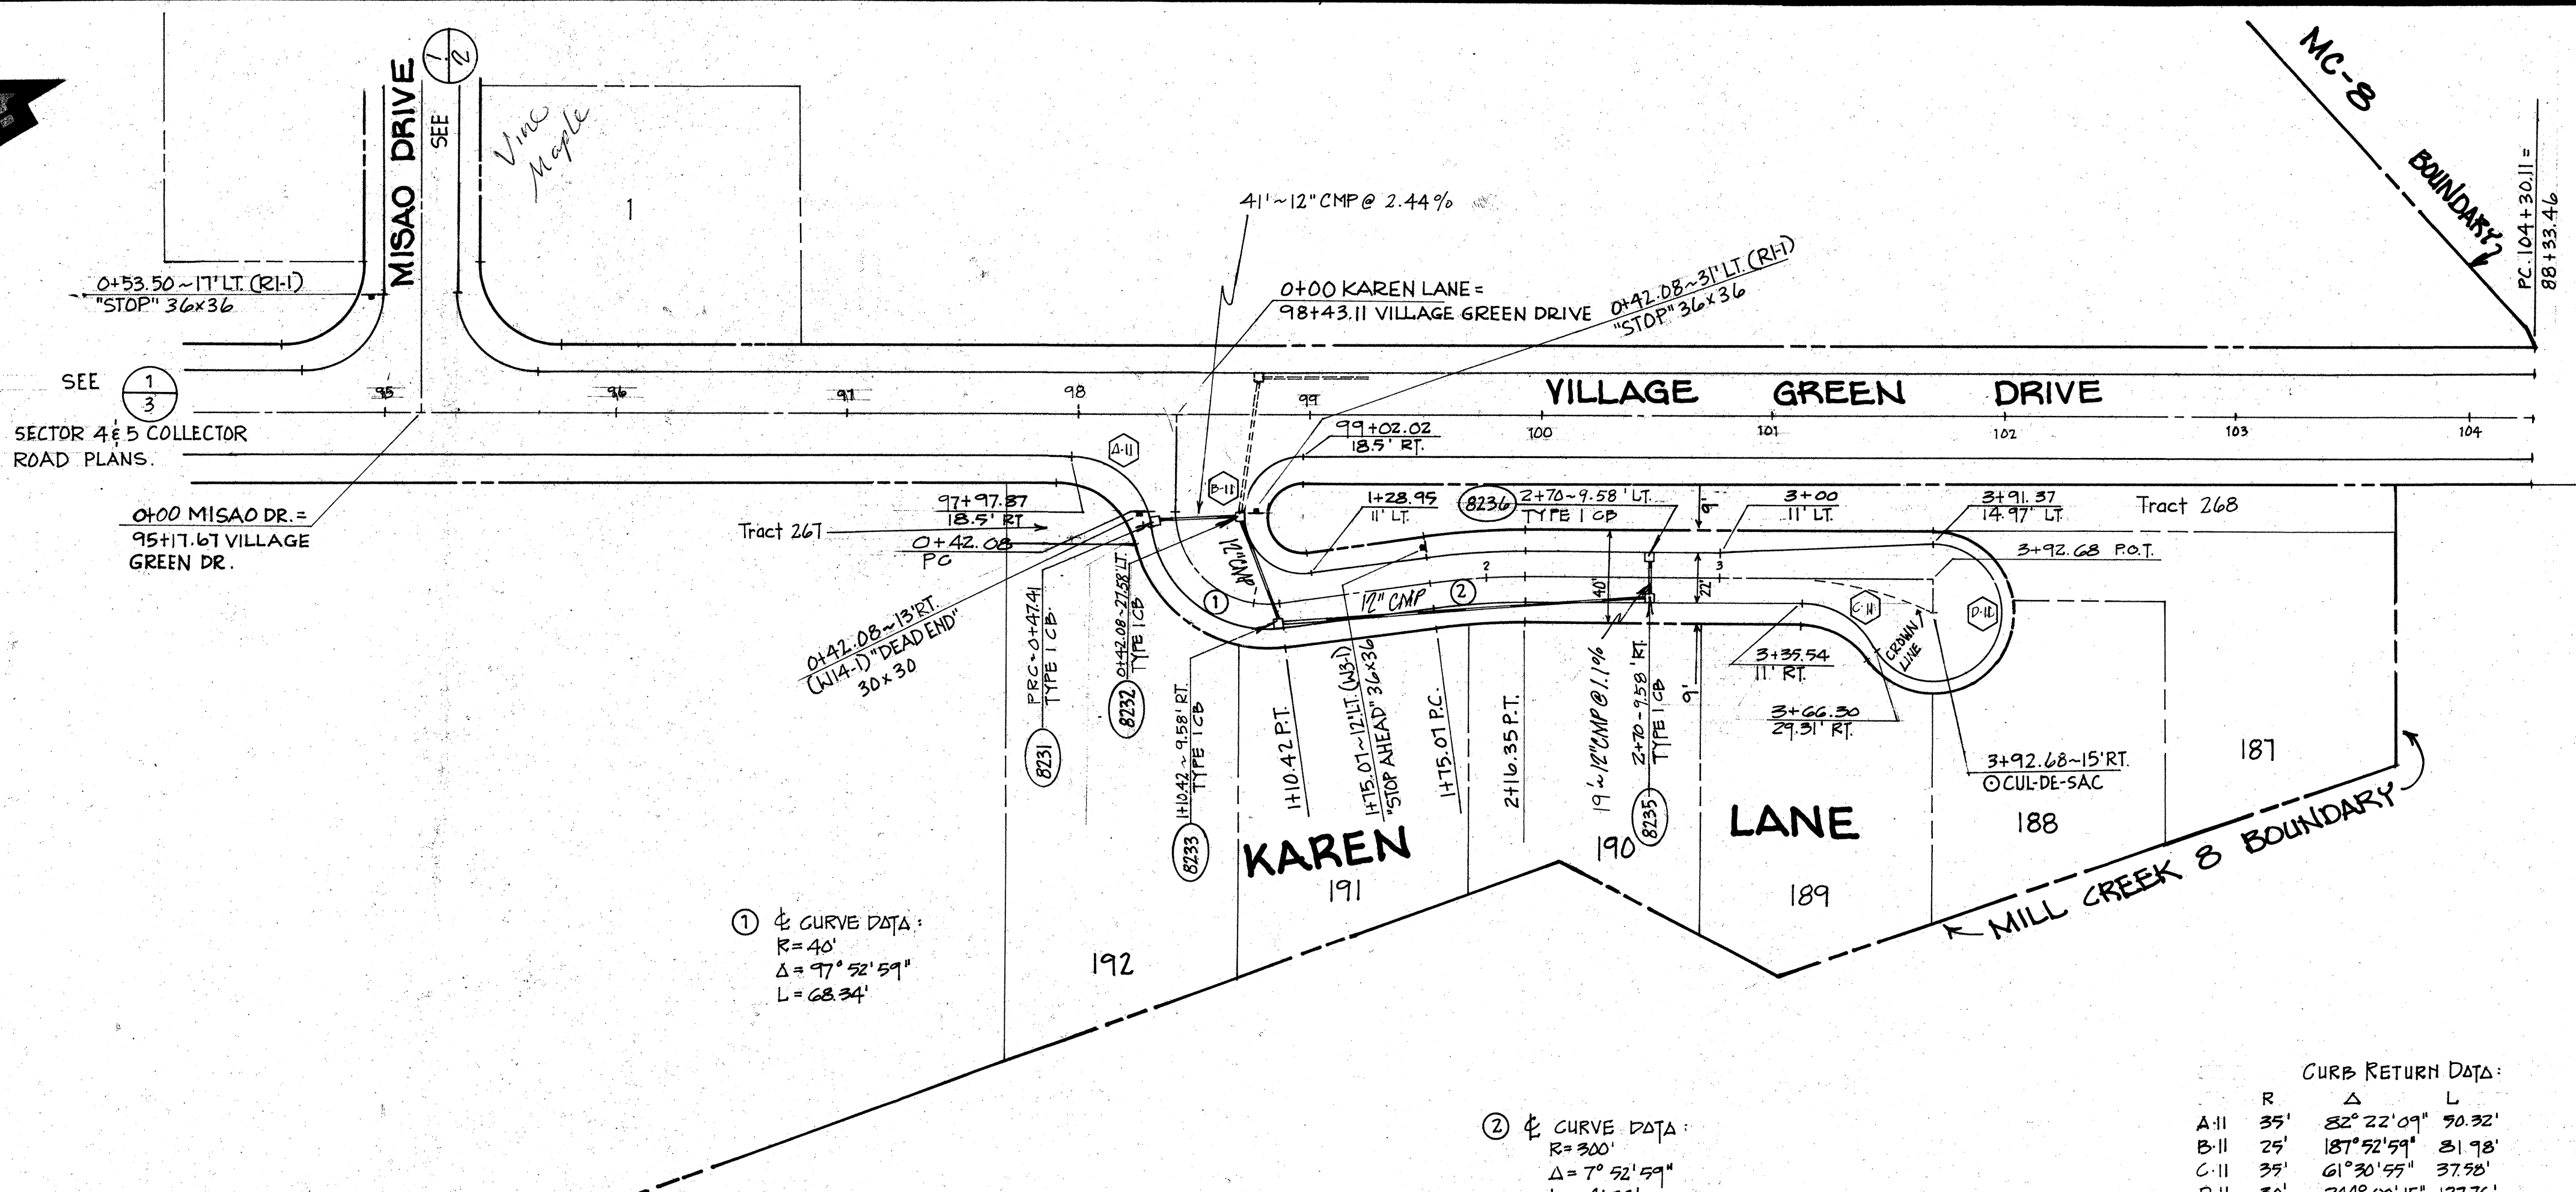 MISAO DRIVE
SEE
1
2
Vine
Maple
1
MC-8
BOUNDARY
P.C. 104+30.11 =
88+33.46
41'~12" CMP @ 2.44%
0+53.50~17' LT. (R1-1)
"STOP" 36x36
0+00 KAREN LANE =
98+43.11 VILLAGE GREEN DRIVE
0+42.08~31' LT. (R1-1)
"STOP" 36x36
SEE
1
3
SECTOR 4 & 5 COLLECTOR
ROAD PLANS.
95
96
97
98
99
100
101
102
103
104
VILLAGE GREEN DRIVE
0+00 MISAO DR. =
95+17.67 VILLAGE
GREEN DR.
A-11
B-11
99+02.02
18.5' RT.
97+97.87
18.5' RT
Tract 267
0+42.08
PC
1+28.95
11' LT.
8236
2+70~9.58' LT.
TYPE 1 CB
9'
3+00
11' LT.
3+91.37
14.97' LT.
Tract 268
3+92.68 P.O.T.
0+42.08~13' RT.
(W14-1) "DEAD END"
30x30
PRC~0+47.41
TYPE 1 CB.
8231
0+42.08~27.58' LT.
TYPE 1 CB
8232
12" CMP
1
2
12" CMP
2
3
40'
22'
C-11
D-11
CROWN
LINE
1+10.42~9.58' RT.
TYPE 1 CB
8233
1+10.42 P.T.
1+75.07~12' LT. (W3-1)
"STOP AHEAD" 36x36
1+75.07 P.C.
2+16.35 P.T.
19'~12" CMP @ 1.1%
2+70-9.58' RT.
TYPE 1 CB
8235
9'
3+35.54
11' RT.
3+66.30
29.31' RT.
3+92.68~15' RT.
⊙ CUL-DE-SAC
KAREN LANE
187
188
189
190
191
192
MILL CREEK 8 BOUNDARY
1 ℄ CURVE DATA:
R=40'
Δ=97°52'59"
L=68.34'
2 ℄ CURVE DATA:
R=300'
Δ=7°52'59"
CURB RETURN DATA:
R Δ L
A-11 35' 82°22'09" 50.32'
B-11 25' 187°52'59" 81.98'
C-11 35' 61°30'55" 37.58'